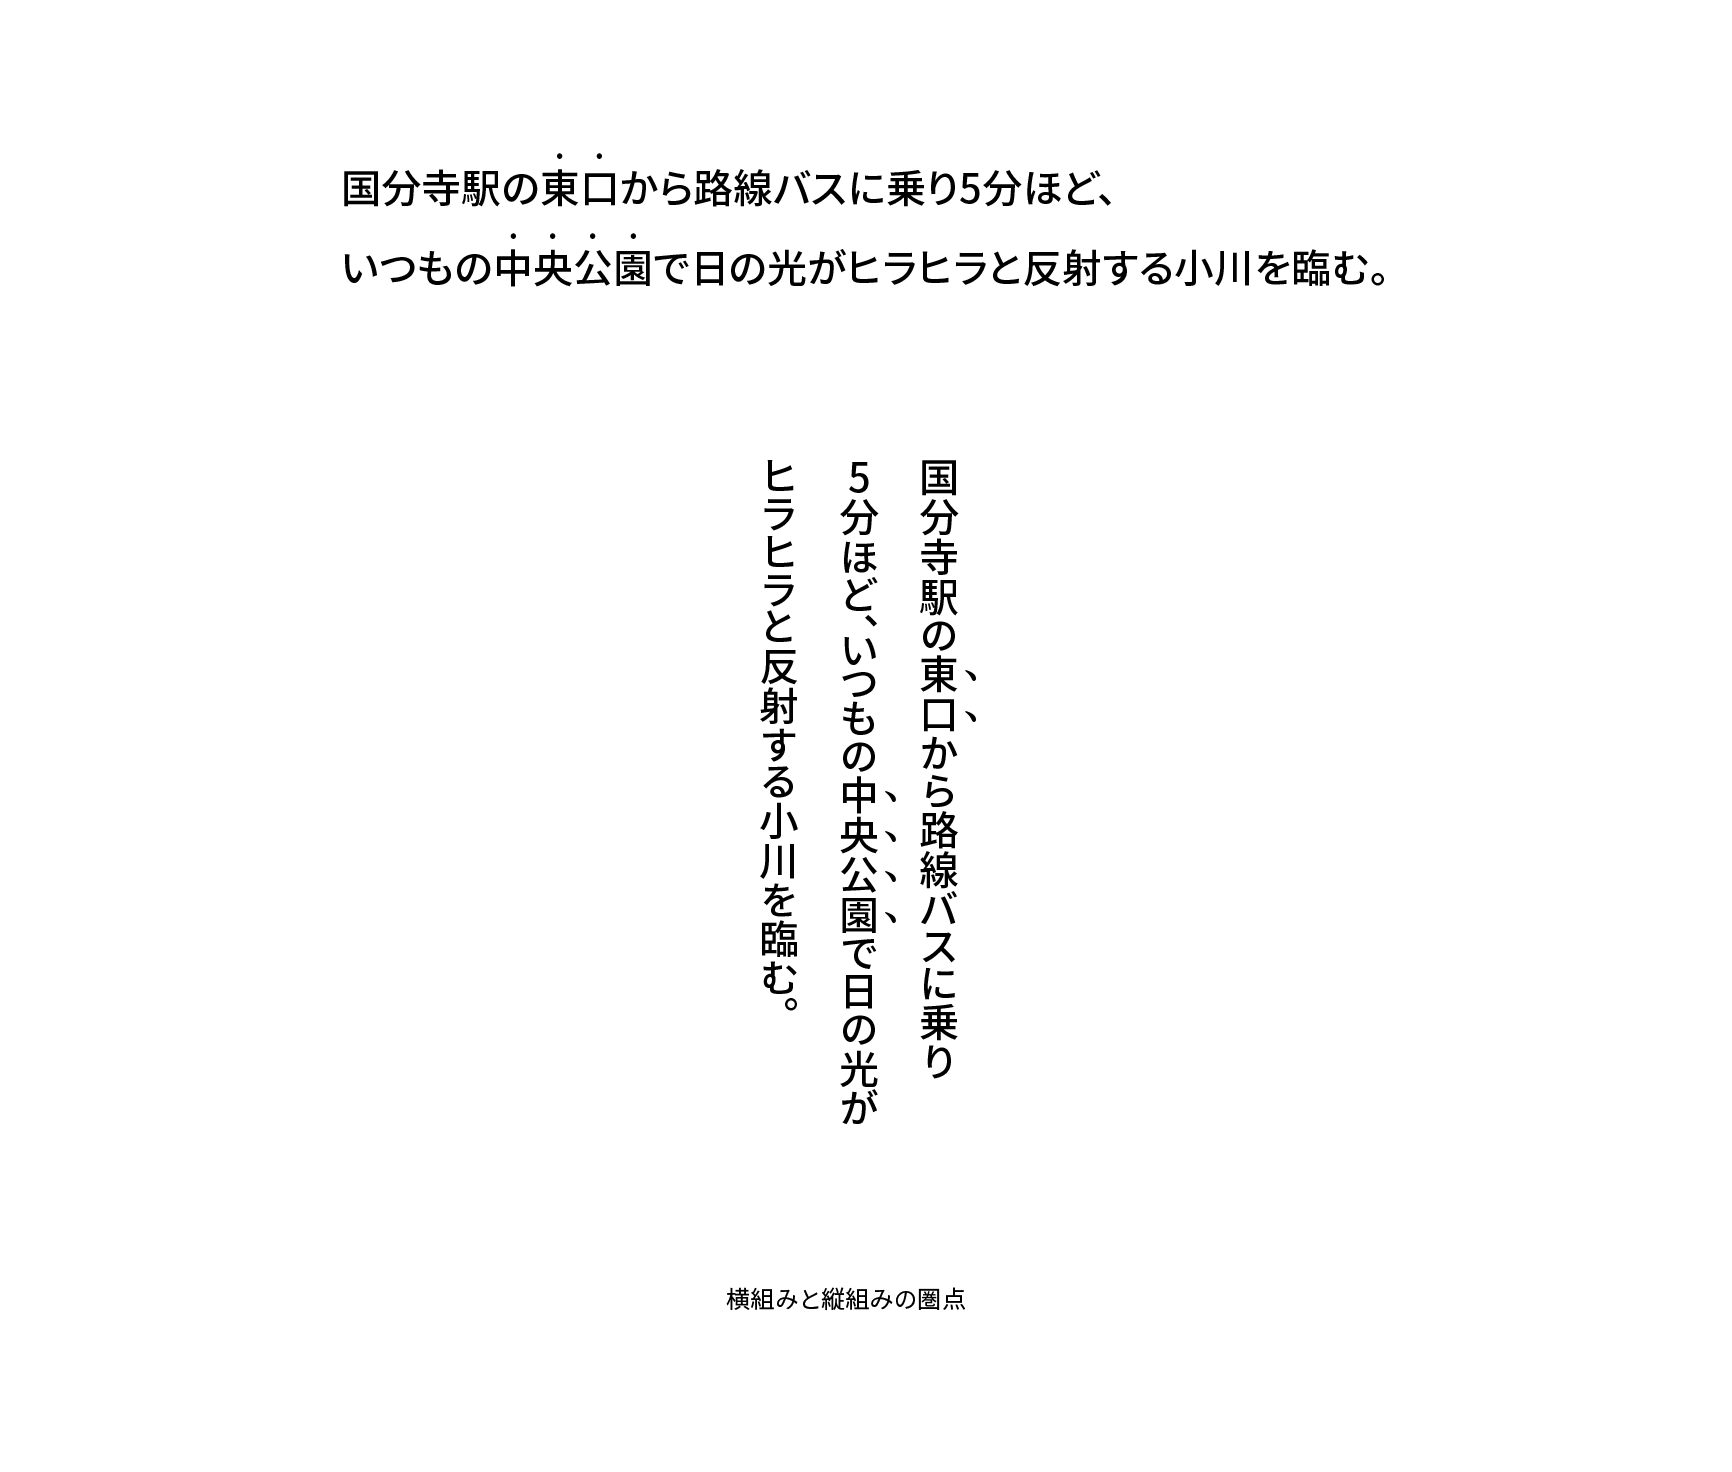 国分寺駅の東口から路線バスに乗り5分ほど、
いつもの中央公園で日の光がヒラヒラと反射する小川を臨む。
国分寺駅の東口から路線バスに乗り
5分ほど、いつもの中央公園で日の光が
ヒラヒラと反射する小川を臨む。
横組みと縦組みの圏点